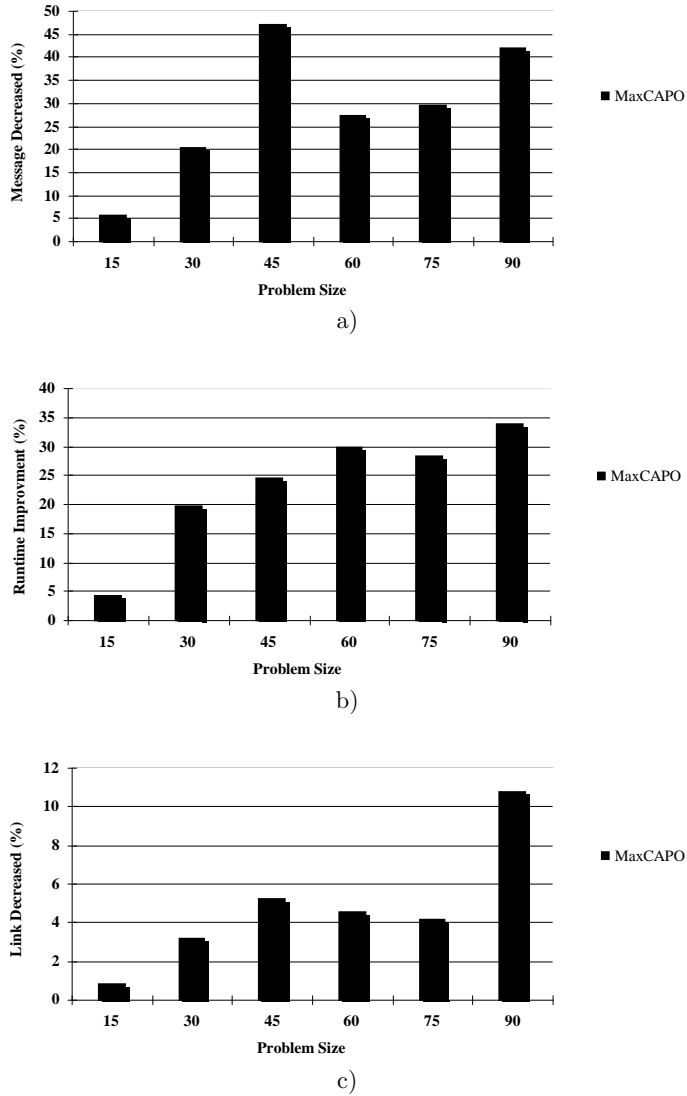 50
45
40
35
30
25
20
15
10
5
0
Message Decreased (%)
15 30 45 60 75 90
Problem Size
MaxCAPO
a)
40
35
30
25
20
15
10
5
0
Runtime Improvment (%)
15 30 45 60 75 90
Problem Size
MaxCAPO
b)
12
10
8
6
4
2
0
Link Decreased (%)
15 30 45 60 75 90
Problem Size
MaxCAPO
c)